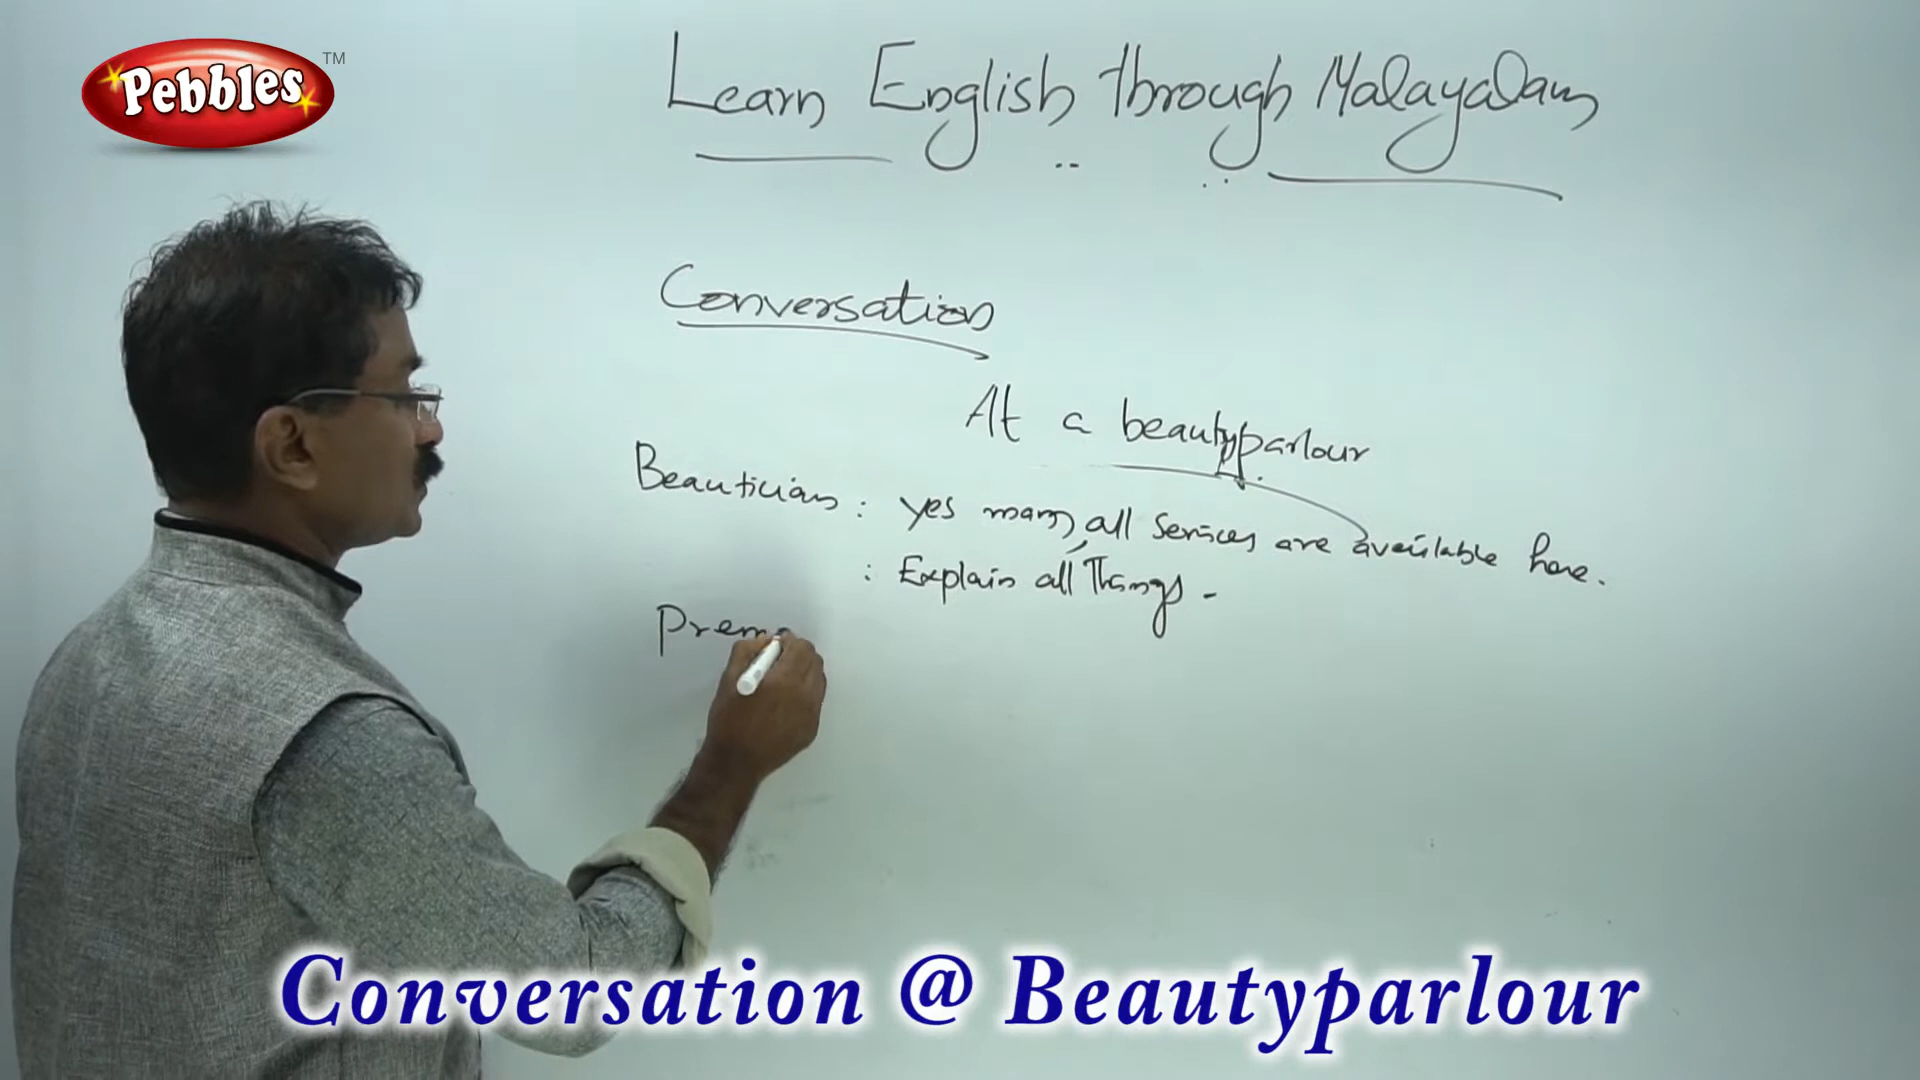 Pebbles TM
Learn English through Malayalam
Conversation
At a beautyparlour
Beautician : yes mam, all services are available here.
: Explain all Things -
Prema
Conversation @ Beautyparlour